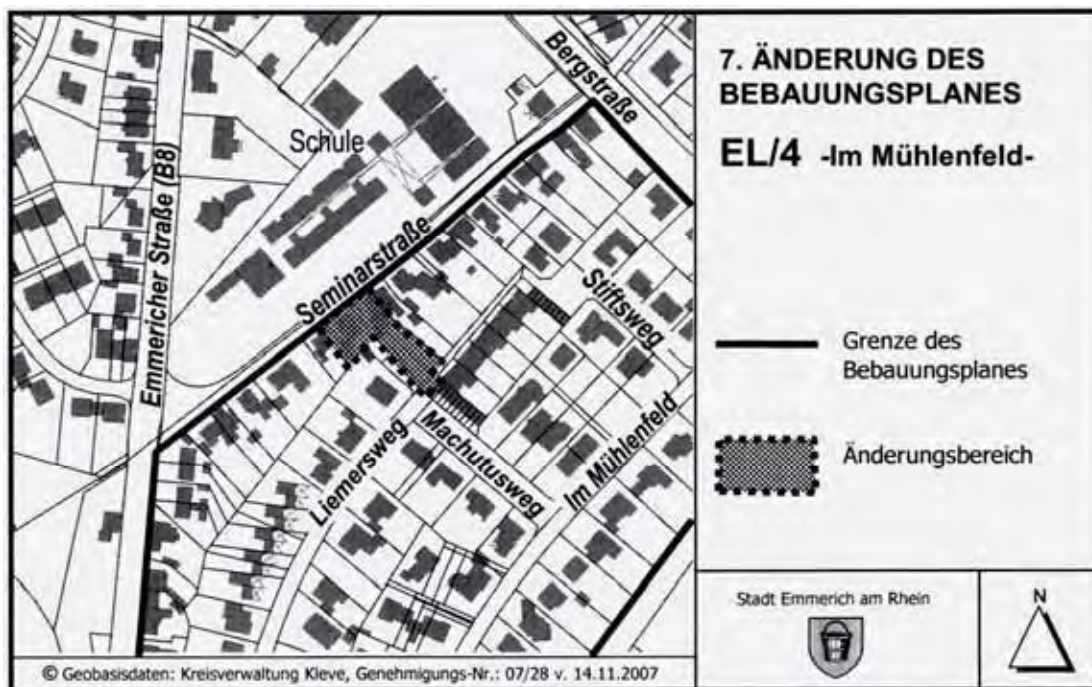 7. ÄNDERUNG DES
BEBAUUNGSPLANES
EL/4 -Im Mühlenfeld-
Grenze des
Bebauungsplanes
Änderungsbereich
Stadt Emmerich am Rhein
N
Bergstraße
Schule
Emmericher Straße (B8)
Seminarstraße
Stiftsweg
Liemersweg
Machutusweg
Im Mühlenfeld
© Geobasisdaten: Kreisverwaltung Kleve, Genehmigungs-Nr.: 07/28 v. 14.11.2007